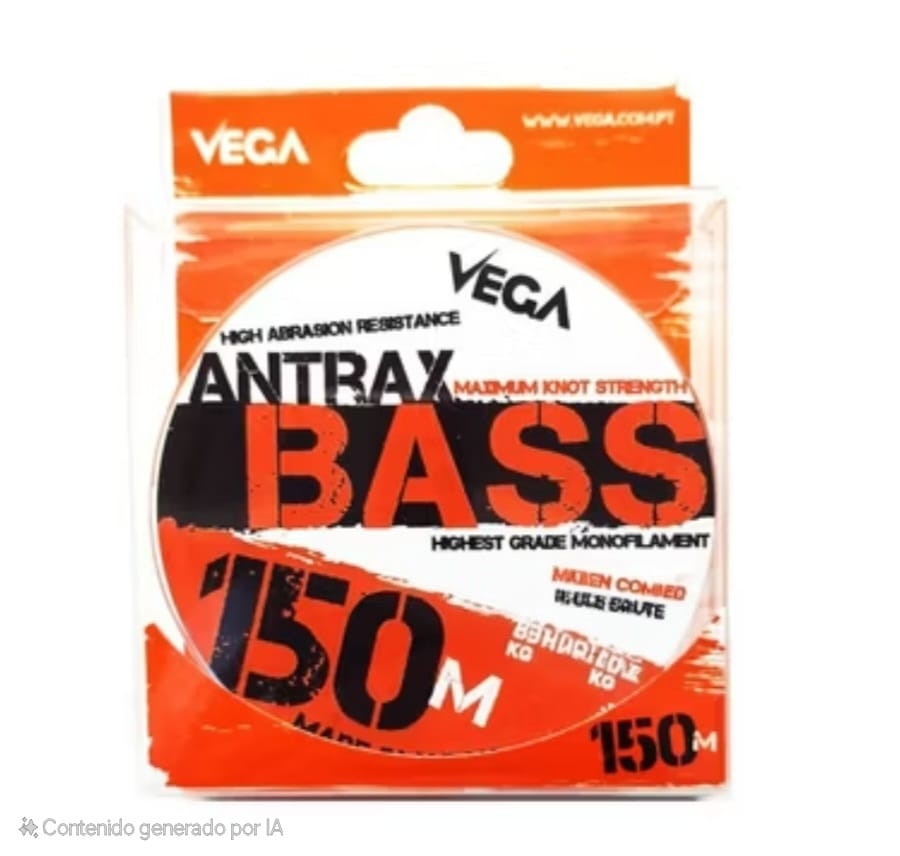 VEGA
WWW.VEGA.COM.PT
VEGA
HIGH ABRASION RESISTANCE
ANTRAX
MAXIMUM KNOT STRENGTH
BASS
HIGHEST GRADE MONOFILAMENT
150M
KG
KG
150M
Contenido generado por IA